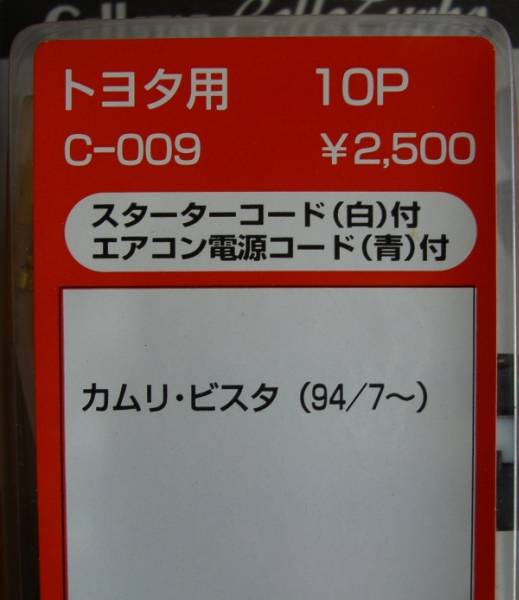 トヨタ用 10P
C-009 ¥2,500
スターターコード(白)付
エアコン電源コード(青)付
カムリ・ビスタ (94/7〜)